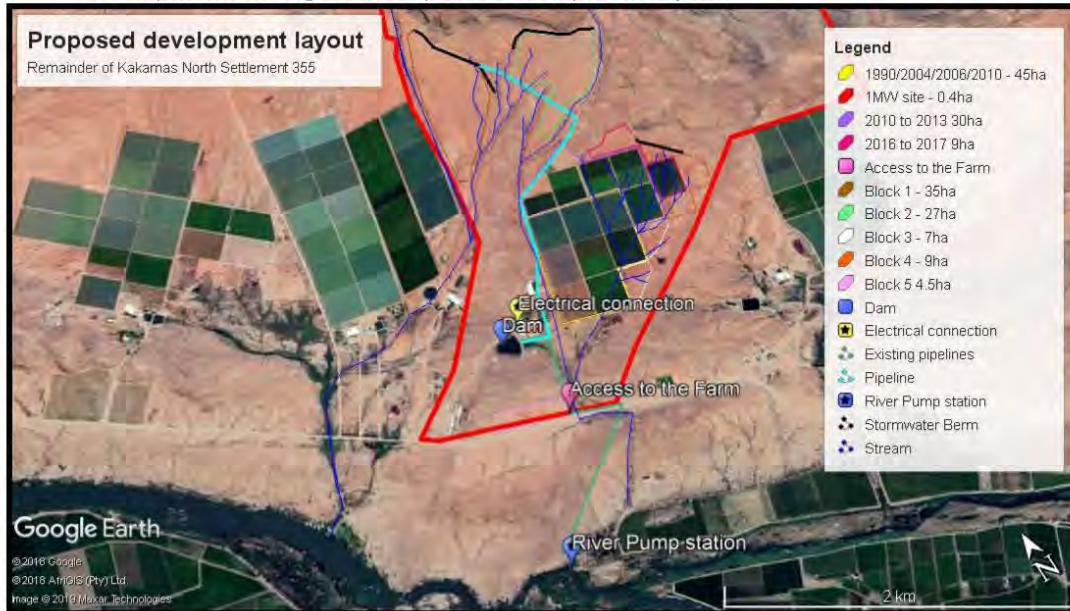 Proposed development layout
Remainder of Kakamas North Settlement 355
Legend
1990/2004/2006/2010 - 45ha
1MW site - 0.4ha
2010 to 2013 30ha
2016 to 2017 9ha
Access to the Farm
Block 1 - 35ha
Block 2 - 27ha
Block 3 - 7ha
Block 4 - 9ha
Block 5 4.5ha
Dam
Electrical connection
Existing pipelines
Pipeline
River Pump station
Stormwater Berm
Stream
Electrical connection
Dam
Access to the Farm
River Pump station
Google Earth
© 2018 Google
© 2018 AfriGIS (Pty) Ltd.
Image © 2019 Maxar Technologies
N
2 km